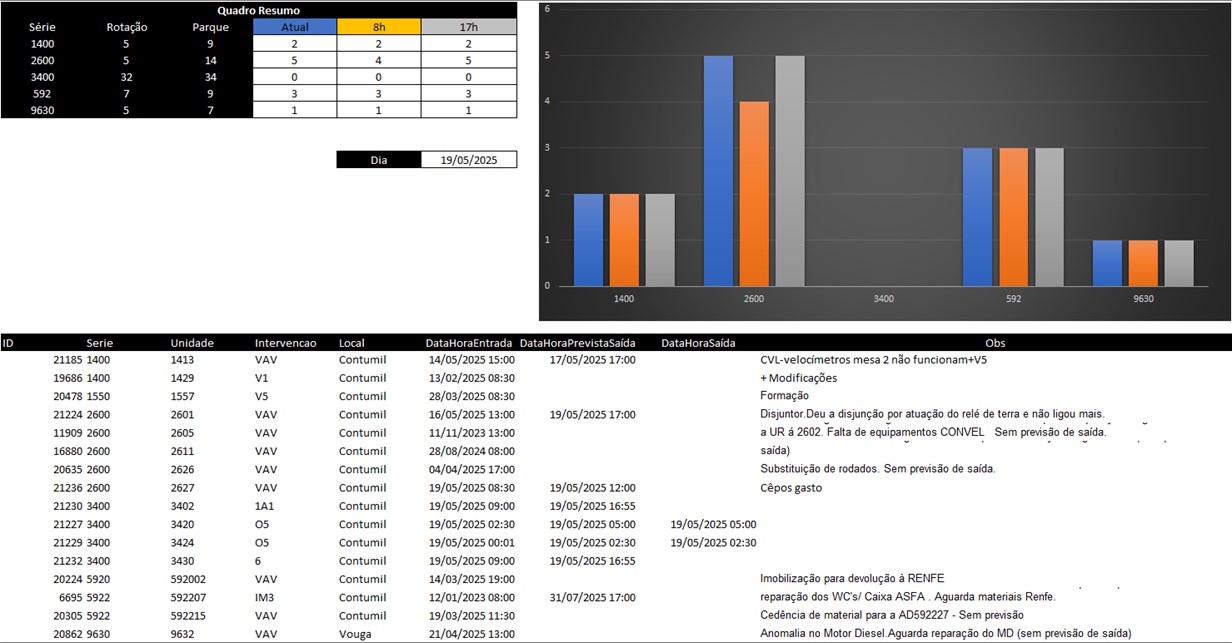 Quadro Resumo
Série Rotação Parque Atual 8h 17h
1400 5 9 2 2 2
2600 5 14 5 4 5
3400 32 34 0 0 0
592 7 9 3 3 3
9630 5 7 1 1 1
Dia 19/05/2025
6
5
4
3
2
1
0
1400 2600 3400 592 9630
ID Serie Unidade Intervencao Local DataHoraEntrada DataHoraPrevistaSaída DataHoraSaída Obs
21185 1400 1413 VAV Contumil 14/05/2025 15:00 17/05/2025 17:00 CVL-velocímetros mesa 2 não funcionam+V5
19686 1400 1429 V1 Contumil 13/02/2025 08:30 + Modificações
20478 1550 1557 V5 Contumil 28/03/2025 08:30 Formação
21224 2600 2601 VAV Contumil 16/05/2025 13:00 19/05/2025 17:00 Disjuntor.Deu a disjunção por atuação do relé de terra e não ligou mais.
11909 2600 2605 VAV Contumil 11/11/2023 13:00 a UR á 2602. Falta de equipamentos CONVEL Sem previsão de saída.
16880 2600 2611 VAV Contumil 28/08/2024 08:00 saída)
20635 2600 2626 VAV Contumil 04/04/2025 17:00 Substituição de rodados. Sem previsão de saída.
21236 2600 2627 VAV Contumil 19/05/2025 08:30 19/05/2025 12:00 Cêpos gasto
21230 3400 3402 1A1 Contumil 19/05/2025 09:00 19/05/2025 16:55
21227 3400 3420 O5 Contumil 19/05/2025 02:30 19/05/2025 05:00 19/05/2025 05:00
21229 3400 3424 O5 Contumil 19/05/2025 00:01 19/05/2025 02:30 19/05/2025 02:30
21232 3400 3430 6 Contumil 19/05/2025 09:00 19/05/2025 16:55
20224 5920 592002 VAV Contumil 14/03/2025 19:00 Imobilização para devolução à RENFE
6695 5922 592207 IM3 Contumil 12/01/2023 08:00 31/07/2025 17:00 reparação dos WC's/ Caixa ASFA . Aguarda materiais Renfe.
20305 5922 592215 VAV Contumil 19/03/2025 11:30 Cedência de material para a AD592227 - Sem previsão
20862 9630 9632 VAV Vouga 21/04/2025 13:00 Anomalia no Motor Diesel.Aguarda reparação do MD (sem previsão de saída)